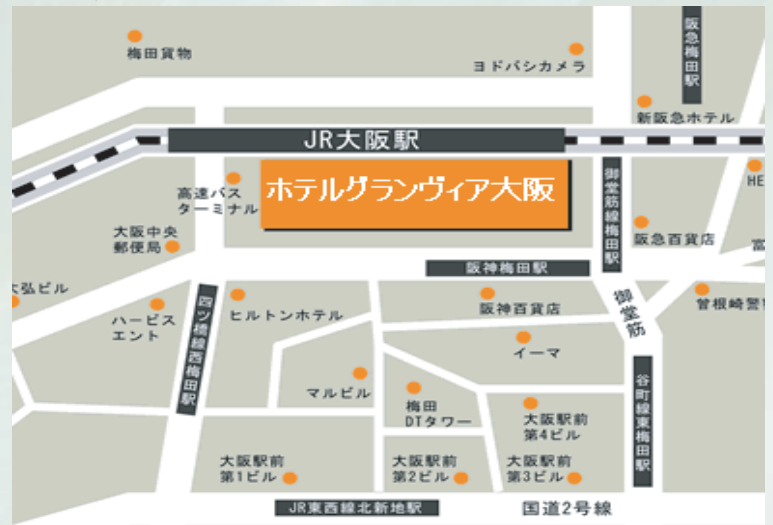 梅田貨物
ヨドバシカメラ
阪急梅田駅
新阪急ホテル
JR大阪駅
高速バス
ターミナル
ホテルグランヴィア大阪
御堂筋線梅田駅
HE
大阪中央
郵便局
阪急百貨店
阪神梅田駅
弘ビル
ハービス
エント
四ツ橋線西梅田駅
ヒルトンホテル
阪神百貨店
御堂筋
曽根崎警
イーマ
マルビル
梅田
DTタワー
大阪駅前
第4ビル
谷町線東梅田駅
大阪駅前
第1ビル
大阪駅前
第2ビル
大阪駅前
第3ビル
JR東西線北新地駅
国道2号線